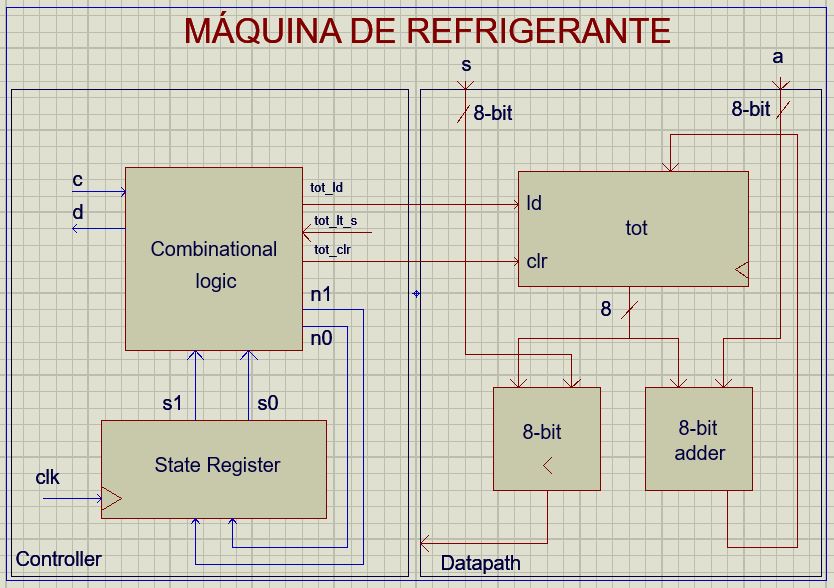 MÁQUINA DE REFRIGERANTE
s
a
8-bit
8-bit
c
d
Combinational
logic
tot_ld
tot_lt_s
tot_clr
n1
n0
ld
clr
tot
8
s1
s0
State Register
clk
Controller
8-bit
<
8-bit
adder
Datapath